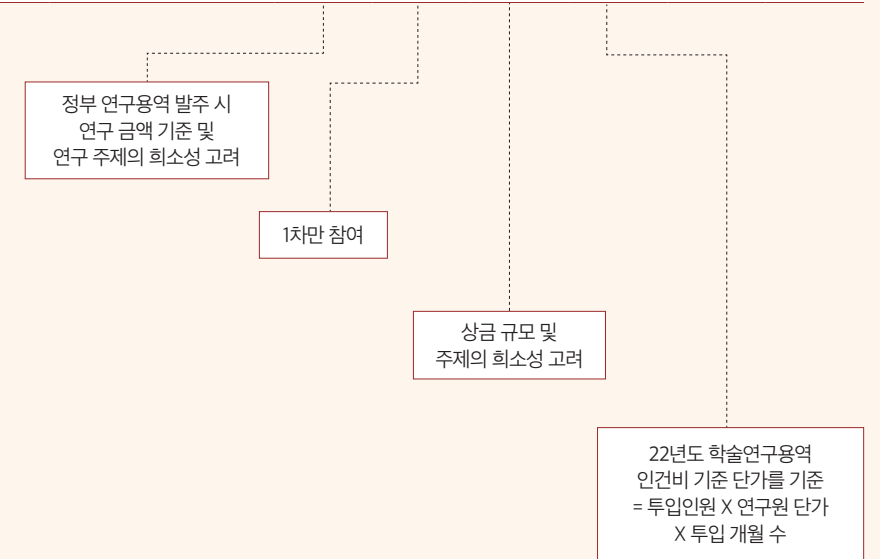 정부 연구용역 발주 시
연구 금액 기준 및
연구 주제의 희소성 고려
1차만 참여
상금 규모 및
주제의 희소성 고려
22년도 학술연구용역
인건비 기준 단가를 기준
= 투입인원 X 연구원 단가
X 투입 개월 수